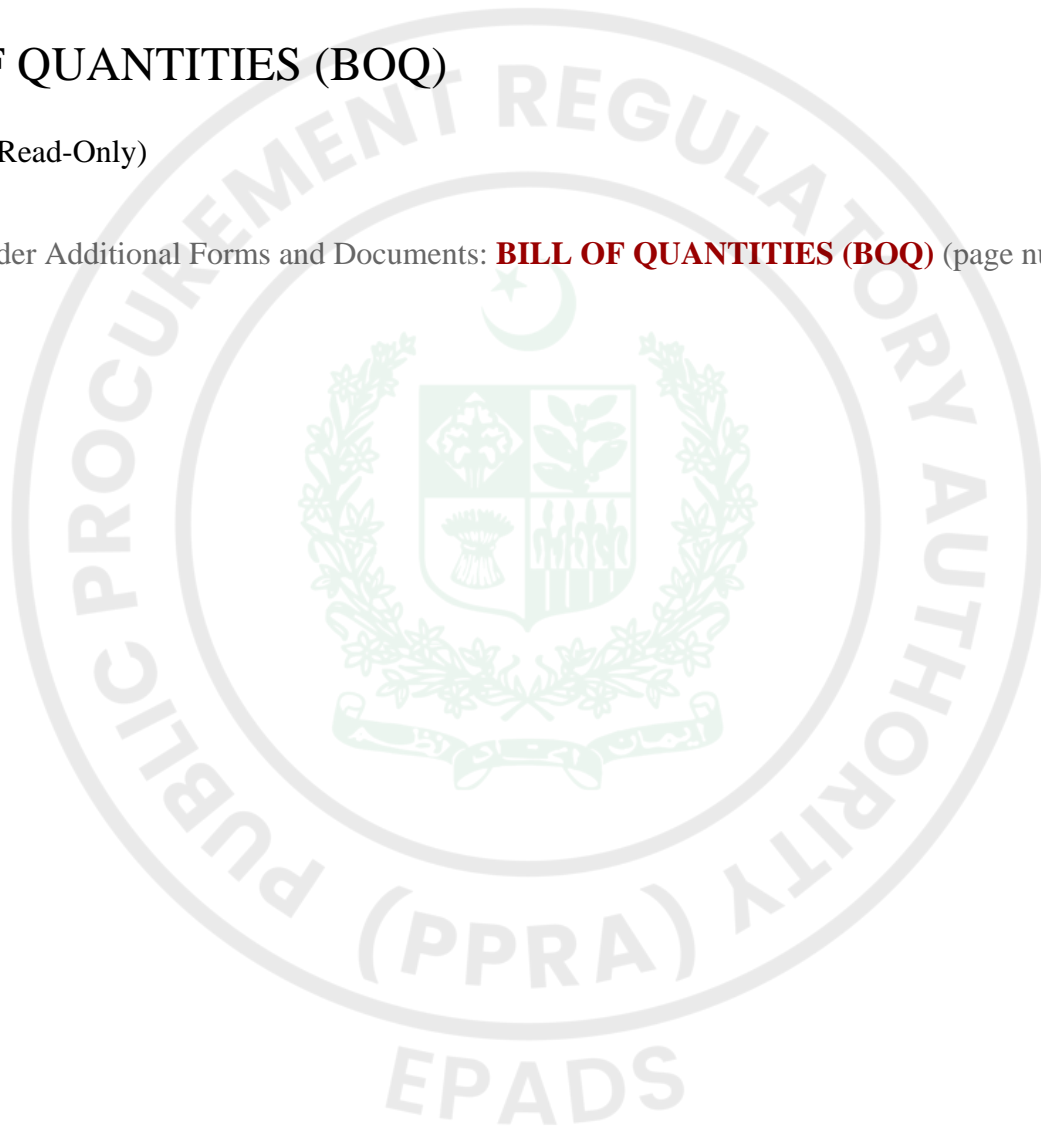 F QUANTITIES (BOQ)
Read-Only)
der Additional Forms and Documents: BILL OF QUANTITIES (BOQ) (page nu
PUBLIC PROCUREMENT REGULATORY AUTHORITY
(PPRA)
EPADS